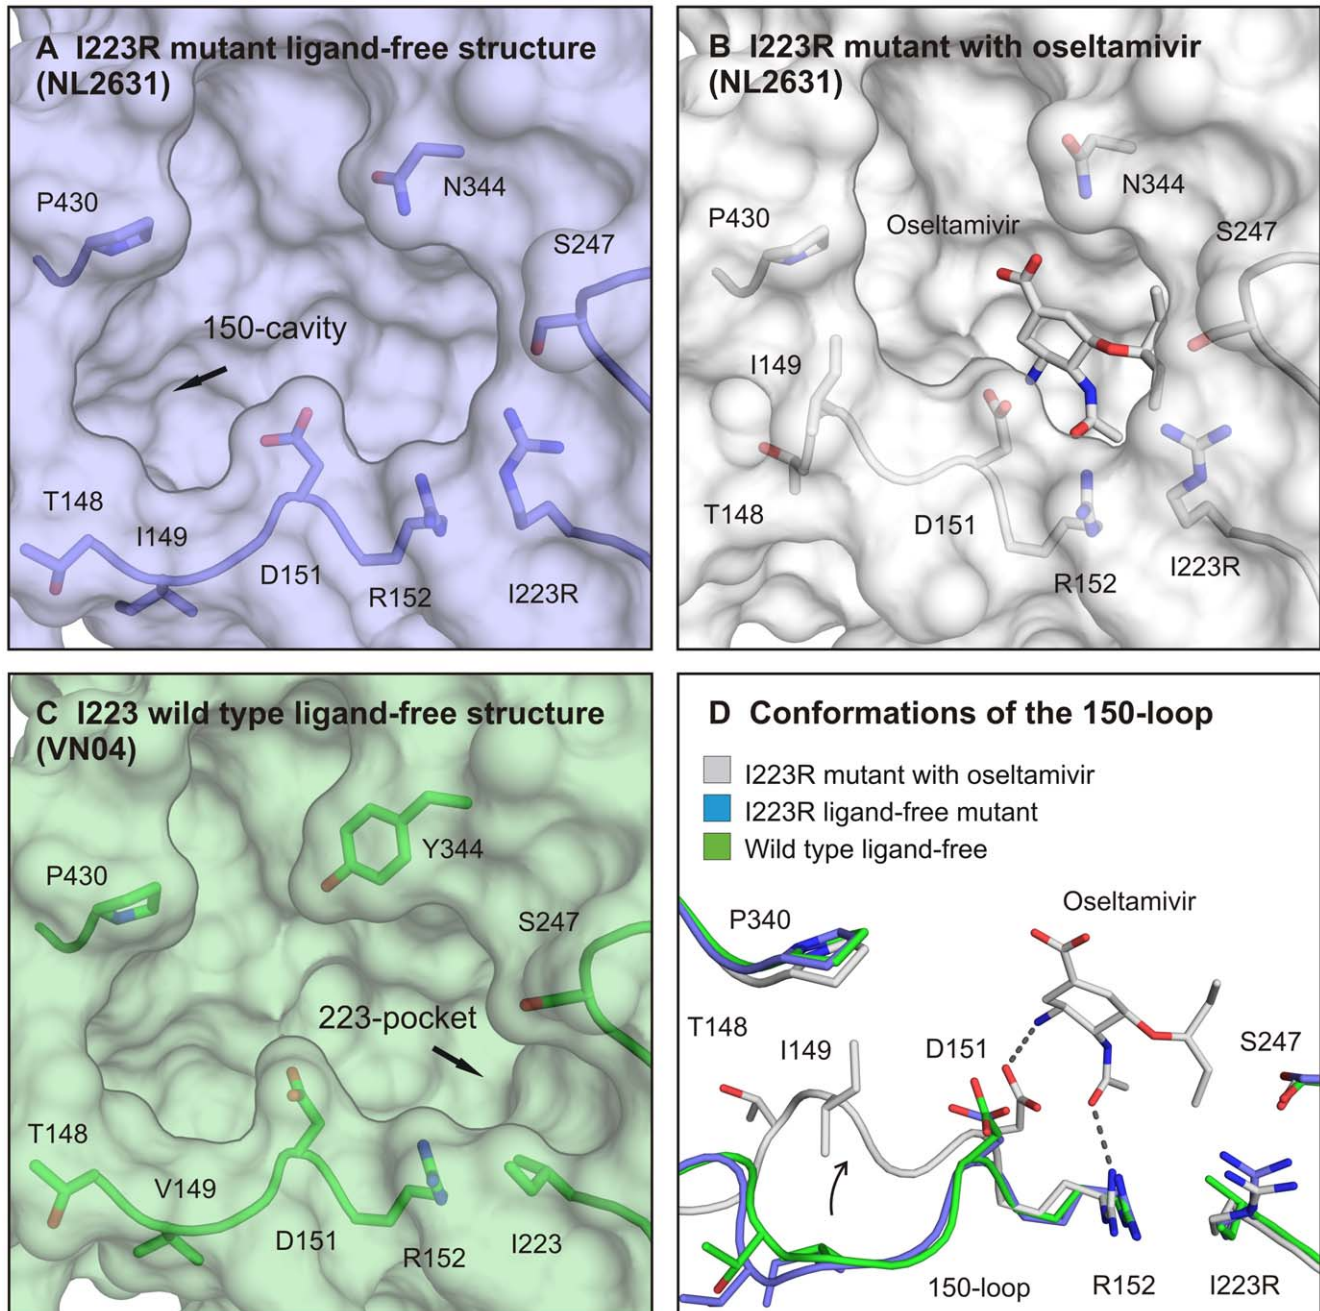 A I223R mutant ligand-free structure
(NL2631)
N344
P430
S247
150-cavity
T148
I149
D151
R152
I223R
B I223R mutant with oseltamivir
(NL2631)
N344
P430
Oseltamivir
S247
I149
T148
D151
R152
I223R
C I223 wild type ligand-free structure
(VN04)
Y344
P430
S247
223-pocket
T148
V149
D151
R152
I223
D Conformations of the 150-loop
I223R mutant with oseltamivir
I223R ligand-free mutant
Wild type ligand-free
Oseltamivir
P340
T148
I149
D151
S247
150-loop
R152
I223R